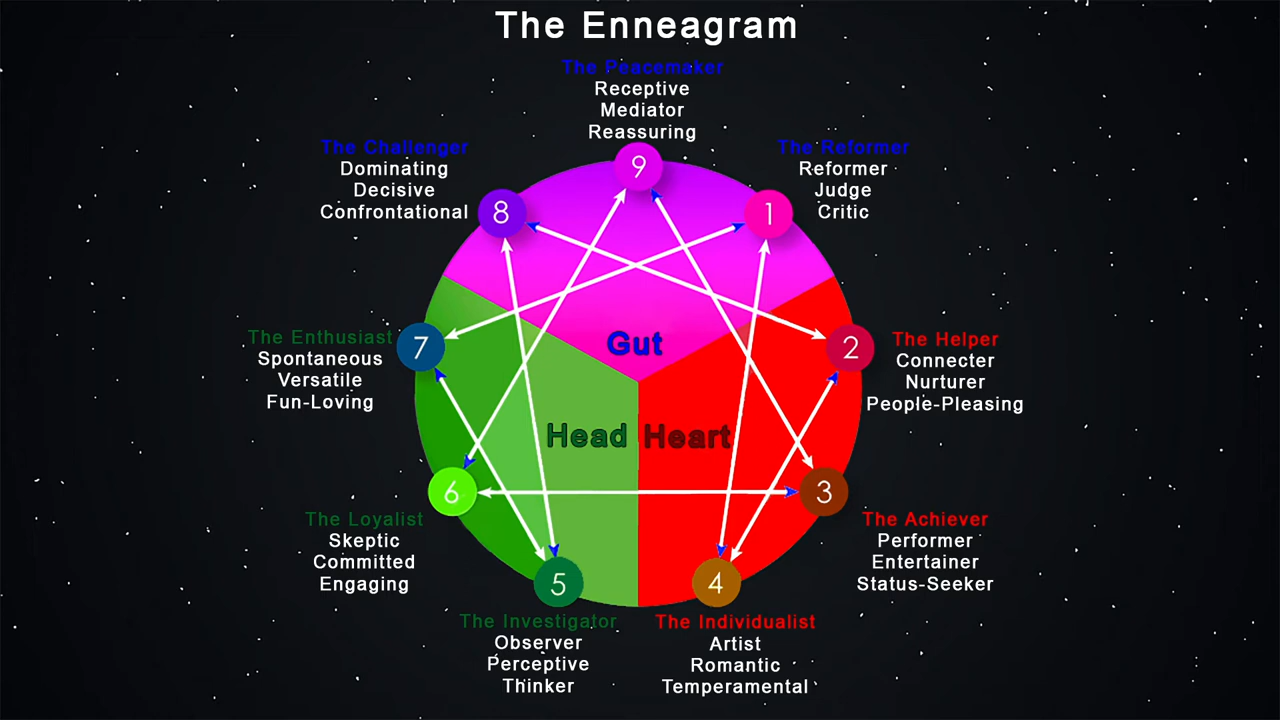 The Enneagram
The Peacemaker
Receptive
Mediator
Reassuring
The Challenger
Dominating
Decisive
Confrontational
The Reformer
Reformer
Judge
Critic
9
8
1
The Enthusiast
Spontaneous
Versatile
Fun-Loving
7
Gut
2
The Helper
Connecter
Nurturer
People-Pleasing
Head
Heart
6
3
The Loyalist
Skeptic
Committed
Engaging
The Achiever
Performer
Entertainer
Status-Seeker
5
4
The Investigator
Observer
Perceptive
Thinker
The Individualist
Artist
Romantic
Temperamental